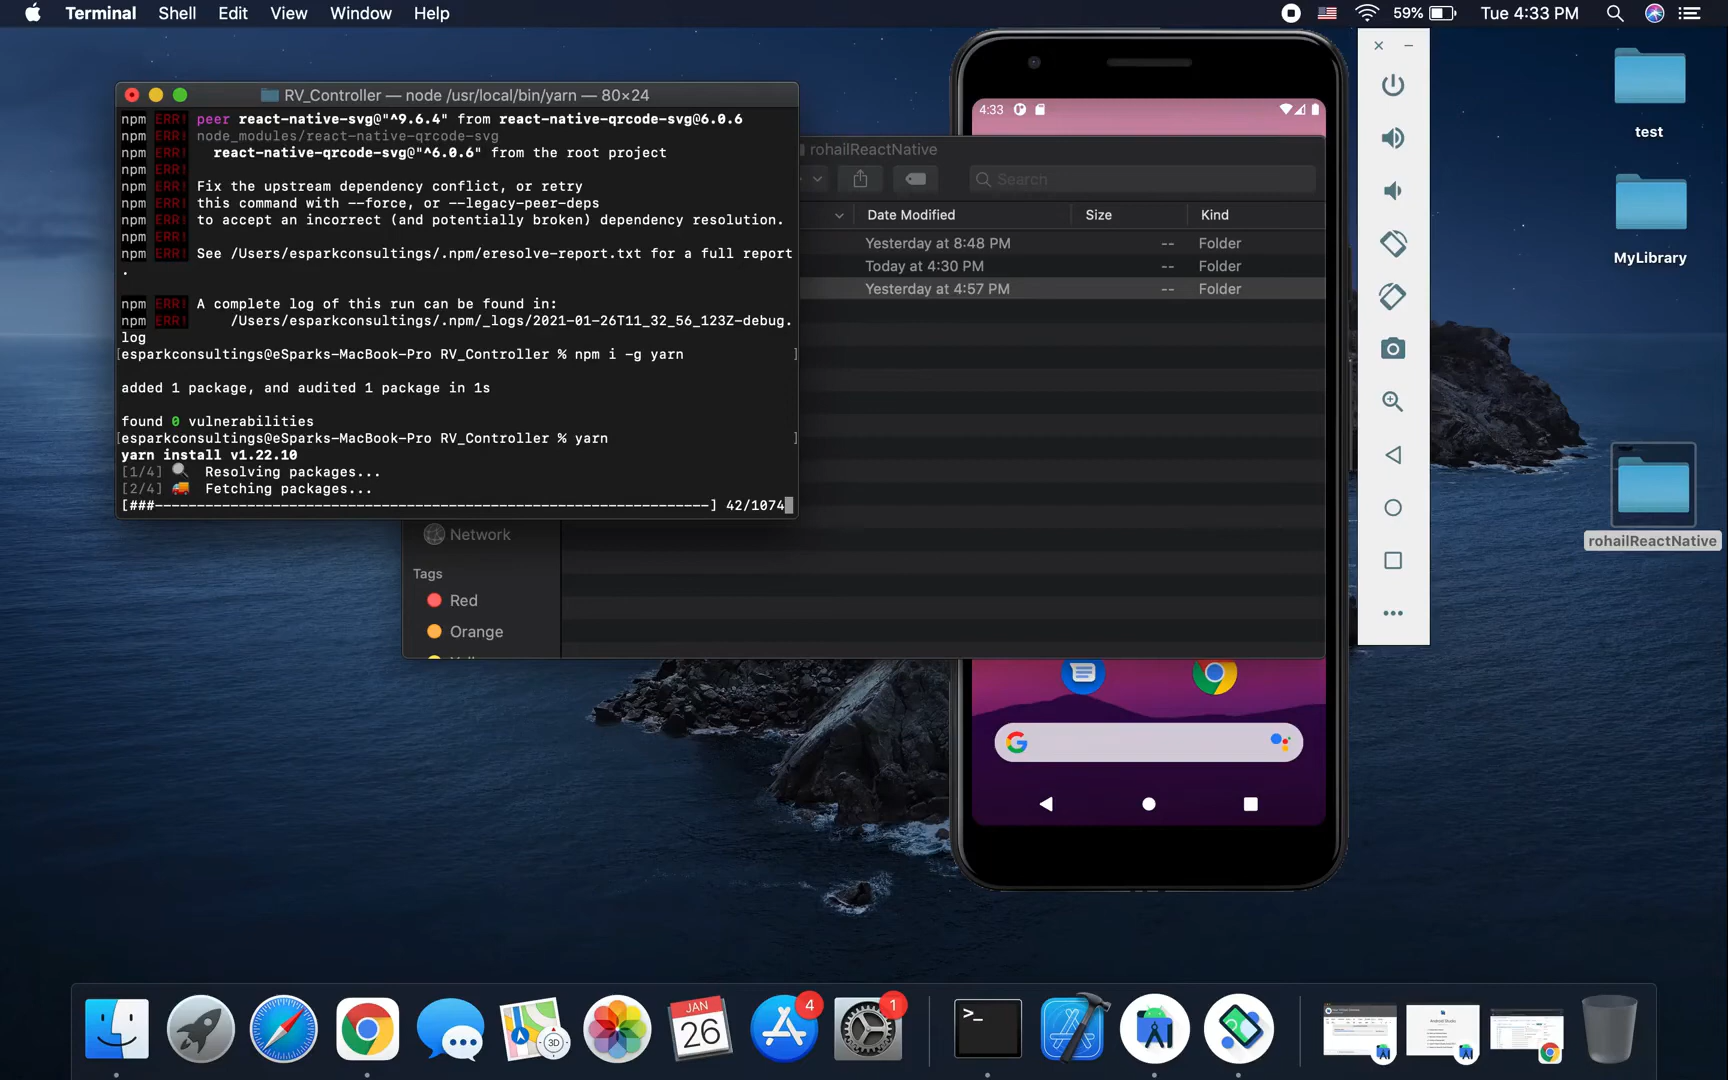 Terminal Shell Edit View Window Help
59% Tue 4:33 PM
RV_Controller — node /usr/local/bin/yarn — 80×24
npm ERR! peer react-native-svg@"^9.6.4" from react-native-qrcode-svg@6.0.6
npm ERR! node_modules/react-native-qrcode-svg
npm ERR! react-native-qrcode-svg@"^6.0.6" from the root project
npm ERR!
npm ERR! Fix the upstream dependency conflict, or retry
npm ERR! this command with --force, or --legacy-peer-deps
npm ERR! to accept an incorrect (and potentially broken) dependency resolution.
npm ERR!
npm ERR! See /Users/esparkconsultings/.npm/eresolve-report.txt for a full report
.
npm ERR! A complete log of this run can be found in:
npm ERR! /Users/esparkconsultings/.npm/_logs/2021-01-26T11_32_56_123Z-debug.
log
[esparkconsultings@eSparks-MacBook-Pro RV_Controller % npm i -g yarn ]
added 1 package, and audited 1 package in 1s
found 0 vulnerabilities
[esparkconsultings@eSparks-MacBook-Pro RV_Controller % yarn ]
yarn install v1.22.10
[1/4] 🔍 Resolving packages...
[2/4] 🚚 Fetching packages...
[###------------------------------------------------------------------] 42/1074
rohailReactNative
Search
Date Modified Size Kind
Yesterday at 8:48 PM -- Folder
Today at 4:30 PM -- Folder
Yesterday at 4:57 PM -- Folder
Network
Tags
Red
Orange
4:33
test
MyLibrary
rohailReactNative
3D
JAN
26
4
1
>_